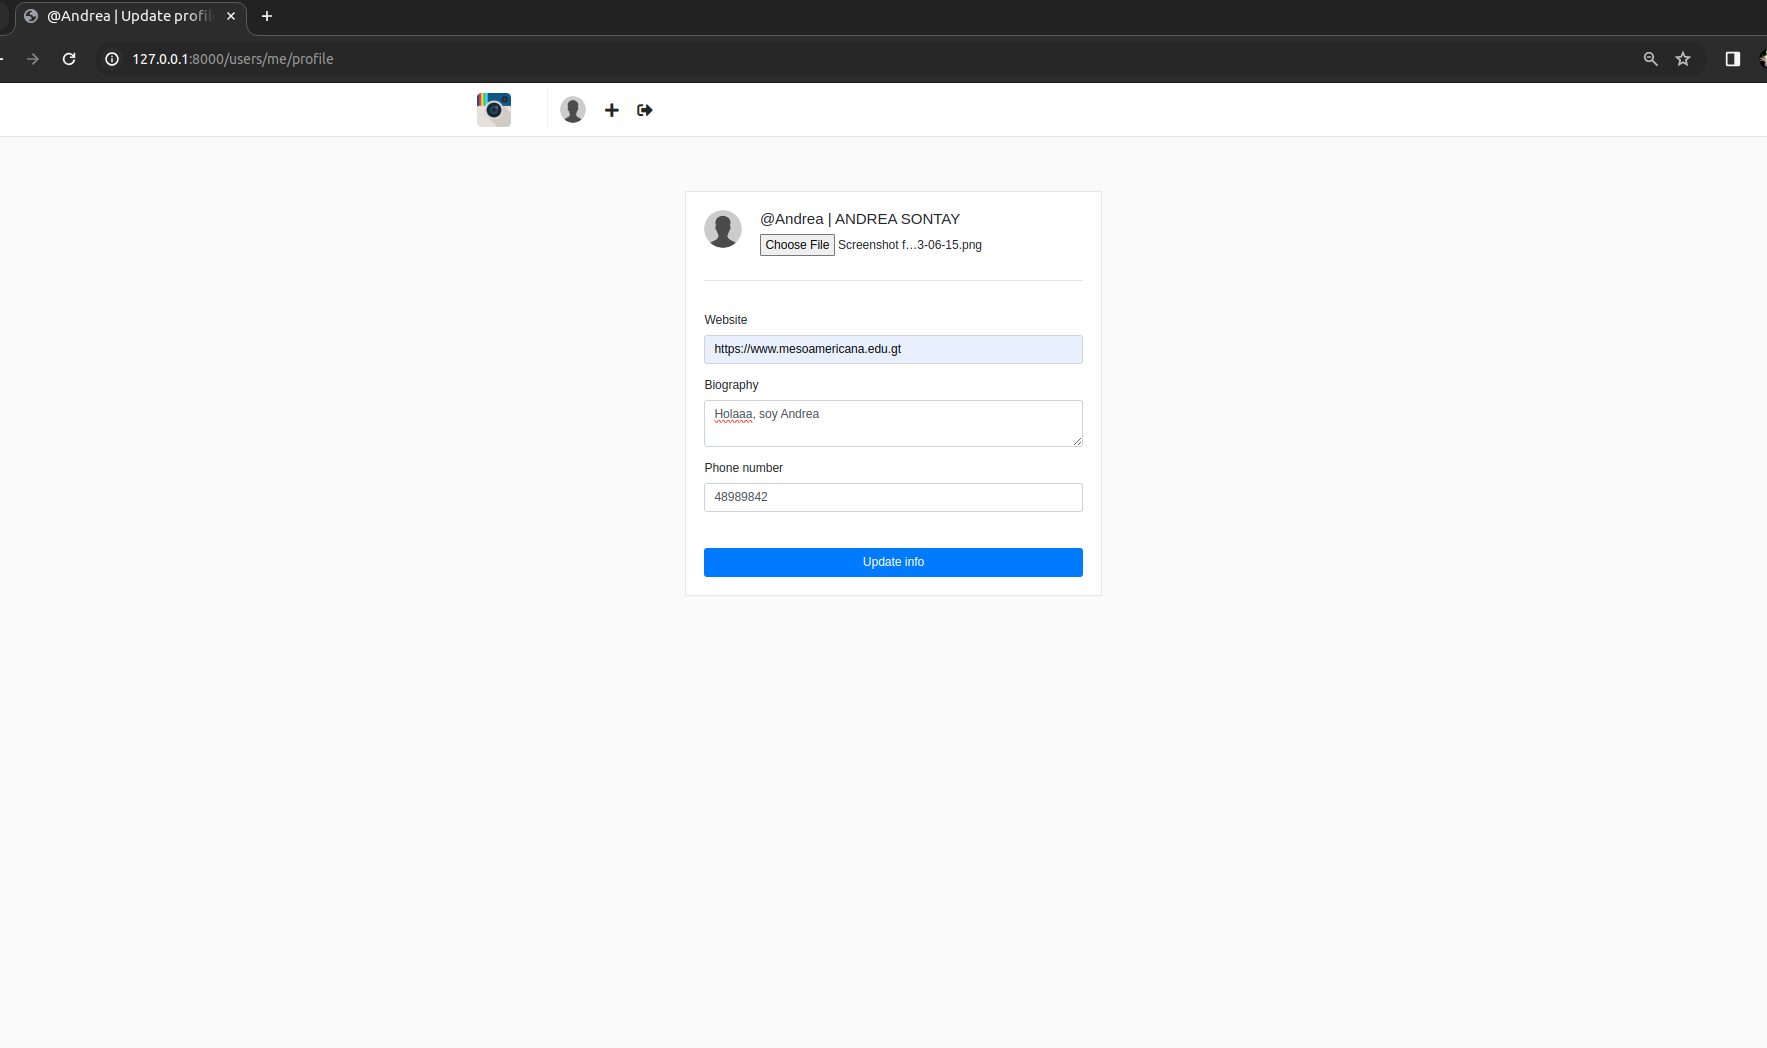 @Andrea | Update profil
127.0.0.1:8000/users/me/profile
@Andrea | ANDREA SONTAY
Choose File Screenshot f...3-06-15.png
Website
https://www.mesoamericana.edu.gt
Biography
Holaaa, soy Andrea
Phone number
48989842
Update info